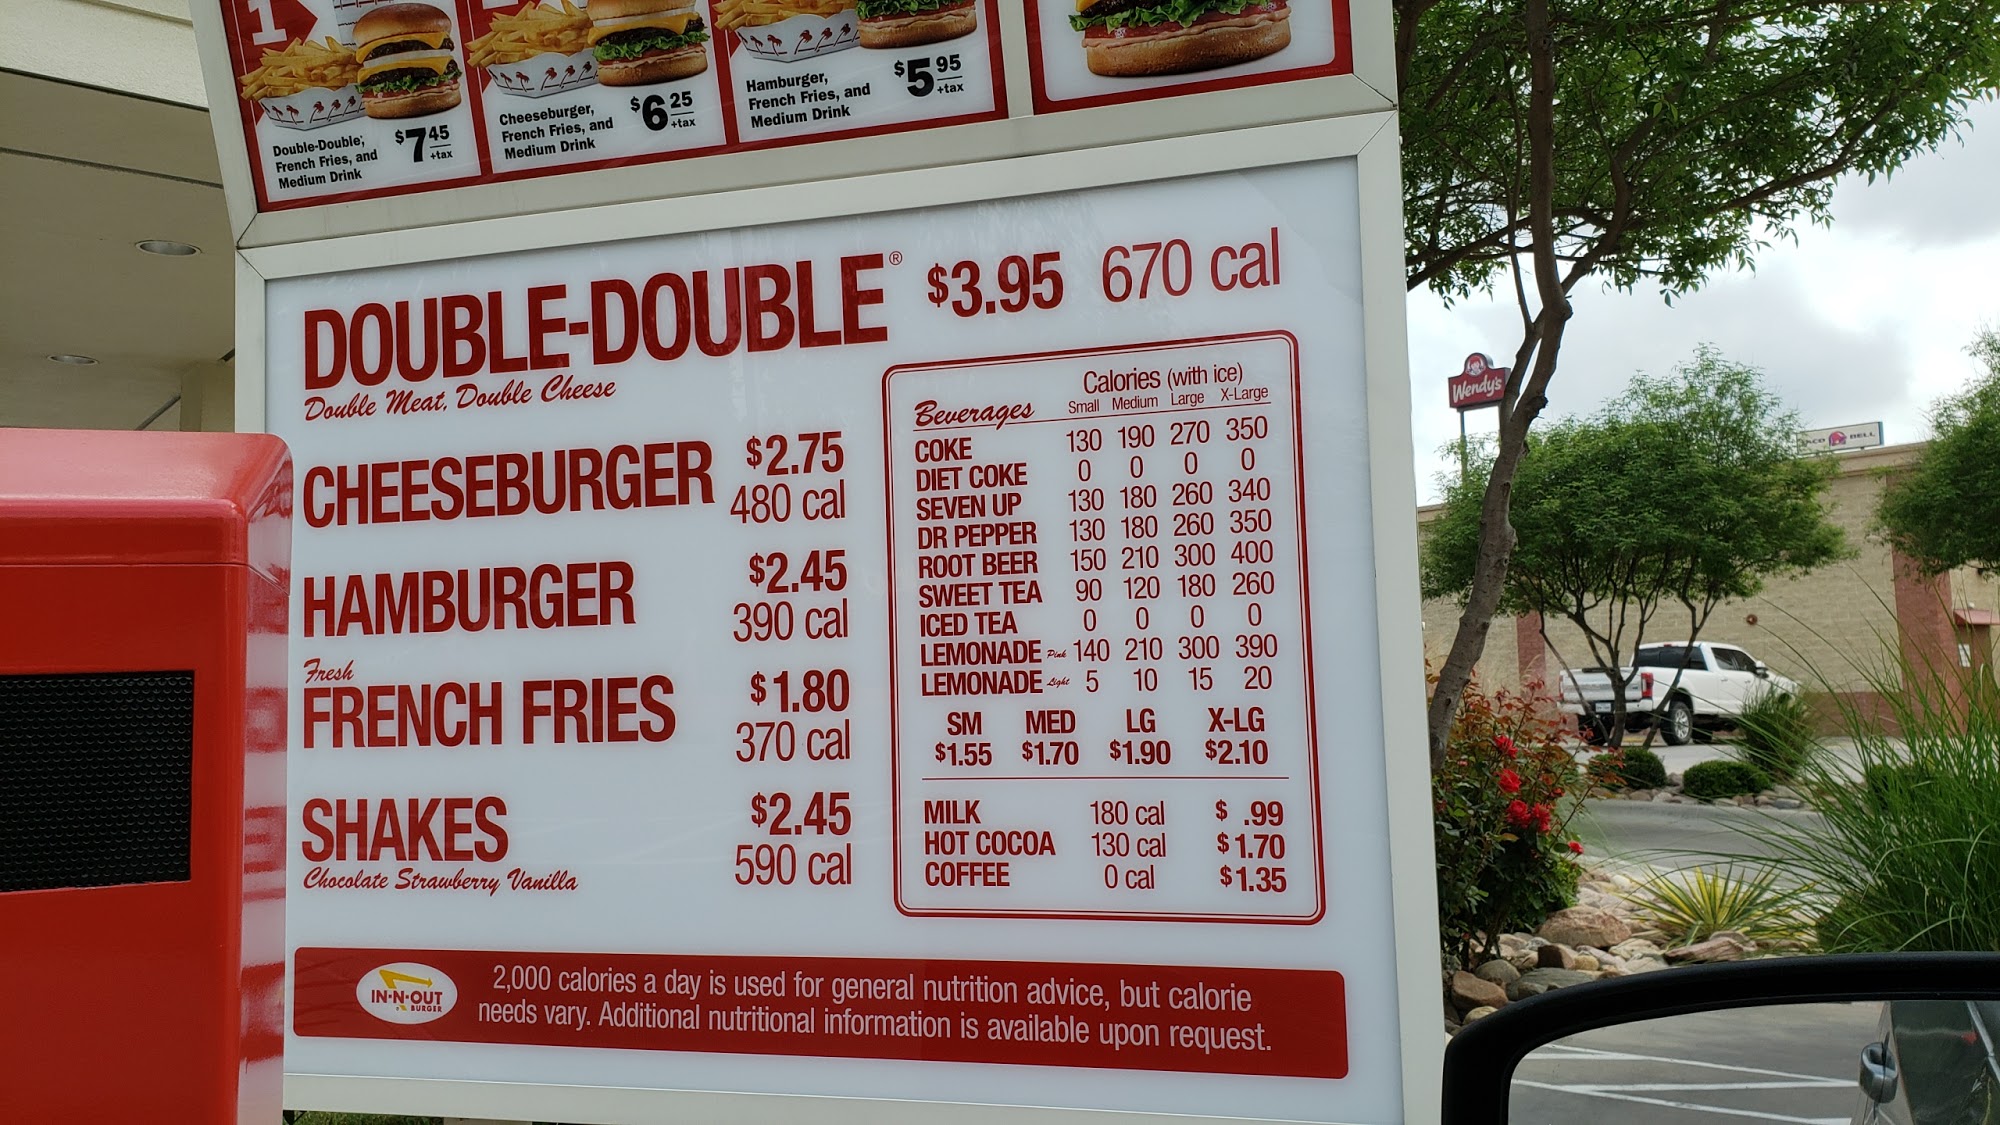 1
Double-Double,
French Fries, and
Medium Drink
$7 45
+tax
Cheeseburger,
French Fries, and
Medium Drink
$6 25
+tax
Hamburger,
French Fries, and
Medium Drink
$5 95
+tax
DOUBLE-DOUBLE® $3.95 670 cal
Double Meat, Double Cheese
CHEESEBURGER $2.75
480 cal
HAMBURGER $2.45
390 cal
Fresh
FRENCH FRIES $1.80
370 cal
SHAKES $2.45
Chocolate Strawberry Vanilla 590 cal
Calories (with ice)
Beverages Small Medium Large X-Large
COKE 130 190 270 350
DIET COKE 0 0 0 0
SEVEN UP 130 180 260 340
DR PEPPER 130 180 260 350
ROOT BEER 150 210 300 400
SWEET TEA 90 120 180 260
ICED TEA 0 0 0 0
LEMONADE Pink 140 210 300 390
LEMONADE Light 5 10 15 20
SM MED LG X-LG
$1.55 $1.70 $1.90 $2.10
MILK 180 cal $ .99
HOT COCOA 130 cal $1.70
COFFEE 0 cal $1.35
IN-N-OUT
BURGER
2,000 calories a day is used for general nutrition advice, but calorie
needs vary. Additional nutritional information is available upon request.
Wendy's
TACO BELL